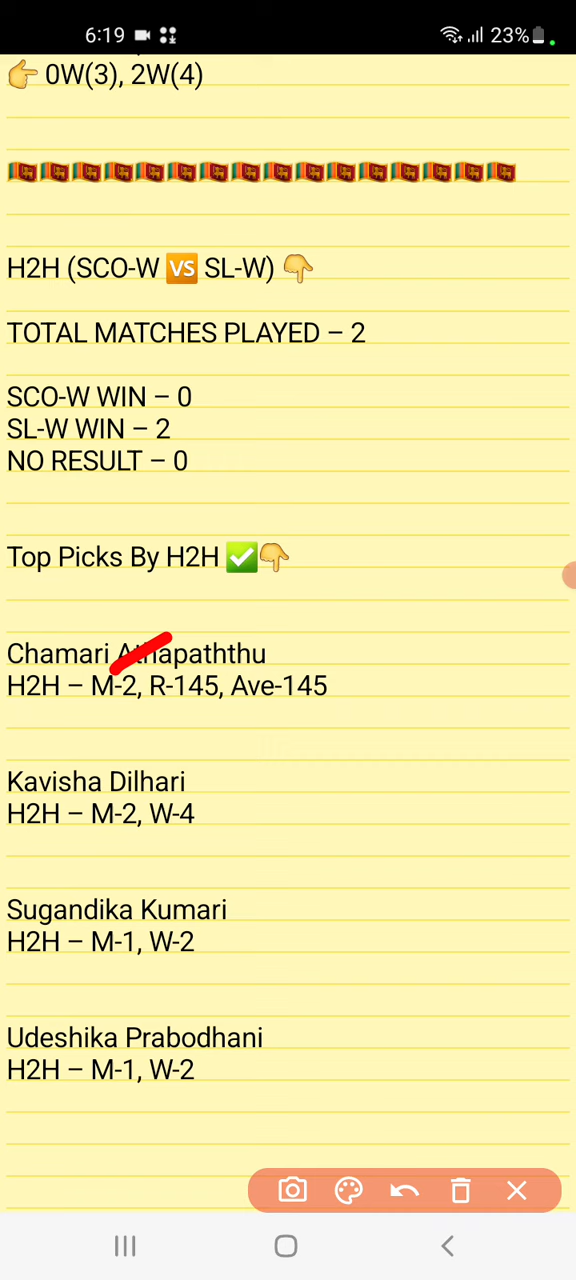 6:19
23%
👉 0W(3), 2W(4)
🇱🇰🇱🇰🇱🇰🇱🇰🇱🇰🇱🇰🇱🇰🇱🇰🇱🇰🇱🇰🇱🇰🇱🇰🇱🇰🇱🇰🇱🇰🇱🇰
H2H (SCO-W 🆚 SL-W) 👇
TOTAL MATCHES PLAYED – 2
SCO-W WIN – 0
SL-W WIN – 2
NO RESULT – 0
Top Picks By H2H ✅👇
Chamari Athapaththu
H2H – M-2, R-145, Ave-145
Kavisha Dilhari
H2H – M-2, W-4
Sugandika Kumari
H2H – M-1, W-2
Udeshika Prabodhani
H2H – M-1, W-2